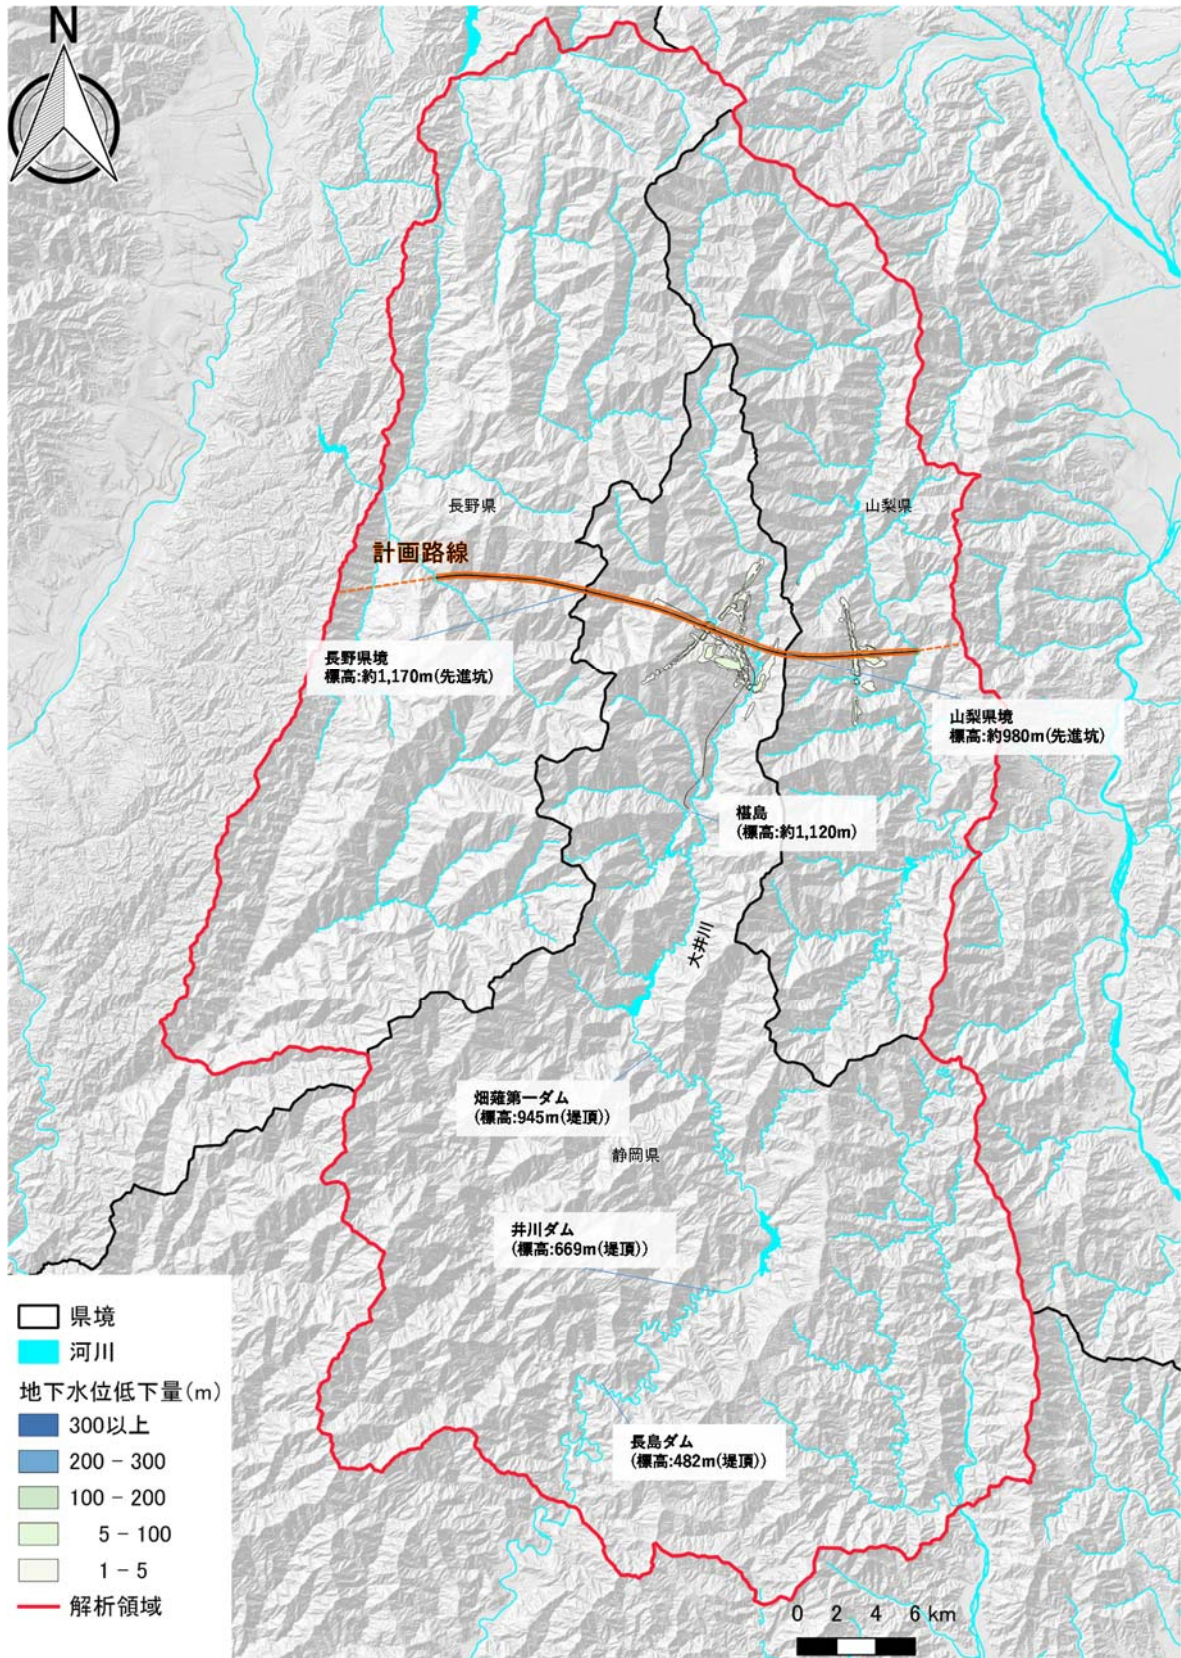 N
長野県
山梨県
計画路線
長野県境
標高:約1,170m(先進坑)
山梨県境
標高:約980m(先進坑)
椹島
(標高:約1,120m)
大井川
畑薙第一ダム
(標高:945m(堤頂))
静岡県
井川ダム
(標高:669m(堤頂))
長島ダム
(標高:482m(堤頂))
県境
河川
地下水位低下量(m)
300以上
200 - 300
100 - 200
5 - 100
1 - 5
解析領域
0 2 4 6 km